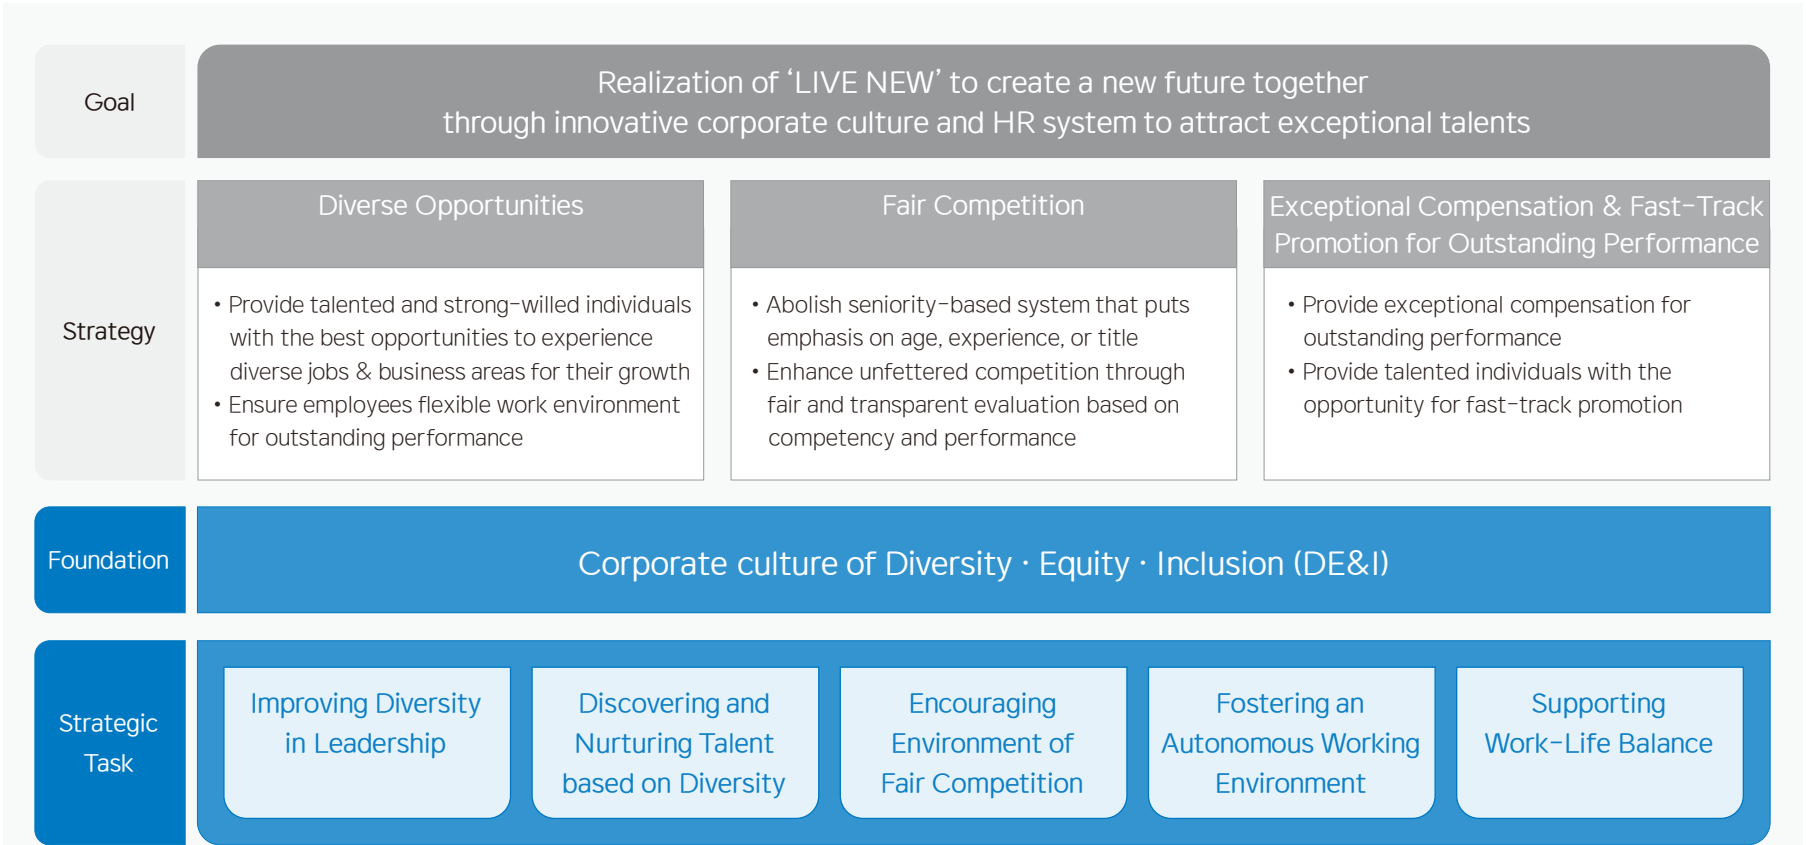 Goal
Realization of ‘LIVE NEW’ to create a new future together
through innovative corporate culture and HR system to attract exceptional talents
Strategy
Diverse Opportunities
• Provide talented and strong-willed individuals
with the best opportunities to experience
diverse jobs & business areas for their growth
• Ensure employees flexible work environment
for outstanding performance
Fair Competition
• Abolish seniority-based system that puts
emphasis on age, experience, or title
• Enhance unfettered competition through
fair and transparent evaluation based on
competency and performance
Exceptional Compensation & Fast-Track
Promotion for Outstanding Performance
• Provide exceptional compensation for
outstanding performance
• Provide talented individuals with the
opportunity for fast-track promotion
Foundation
Corporate culture of Diversity · Equity · Inclusion (DE&I)
Strategic
Task
Improving Diversity
in Leadership
Discovering and
Nurturing Talent
based on Diversity
Encouraging
Environment of
Fair Competition
Fostering an
Autonomous Working
Environment
Supporting
Work-Life Balance